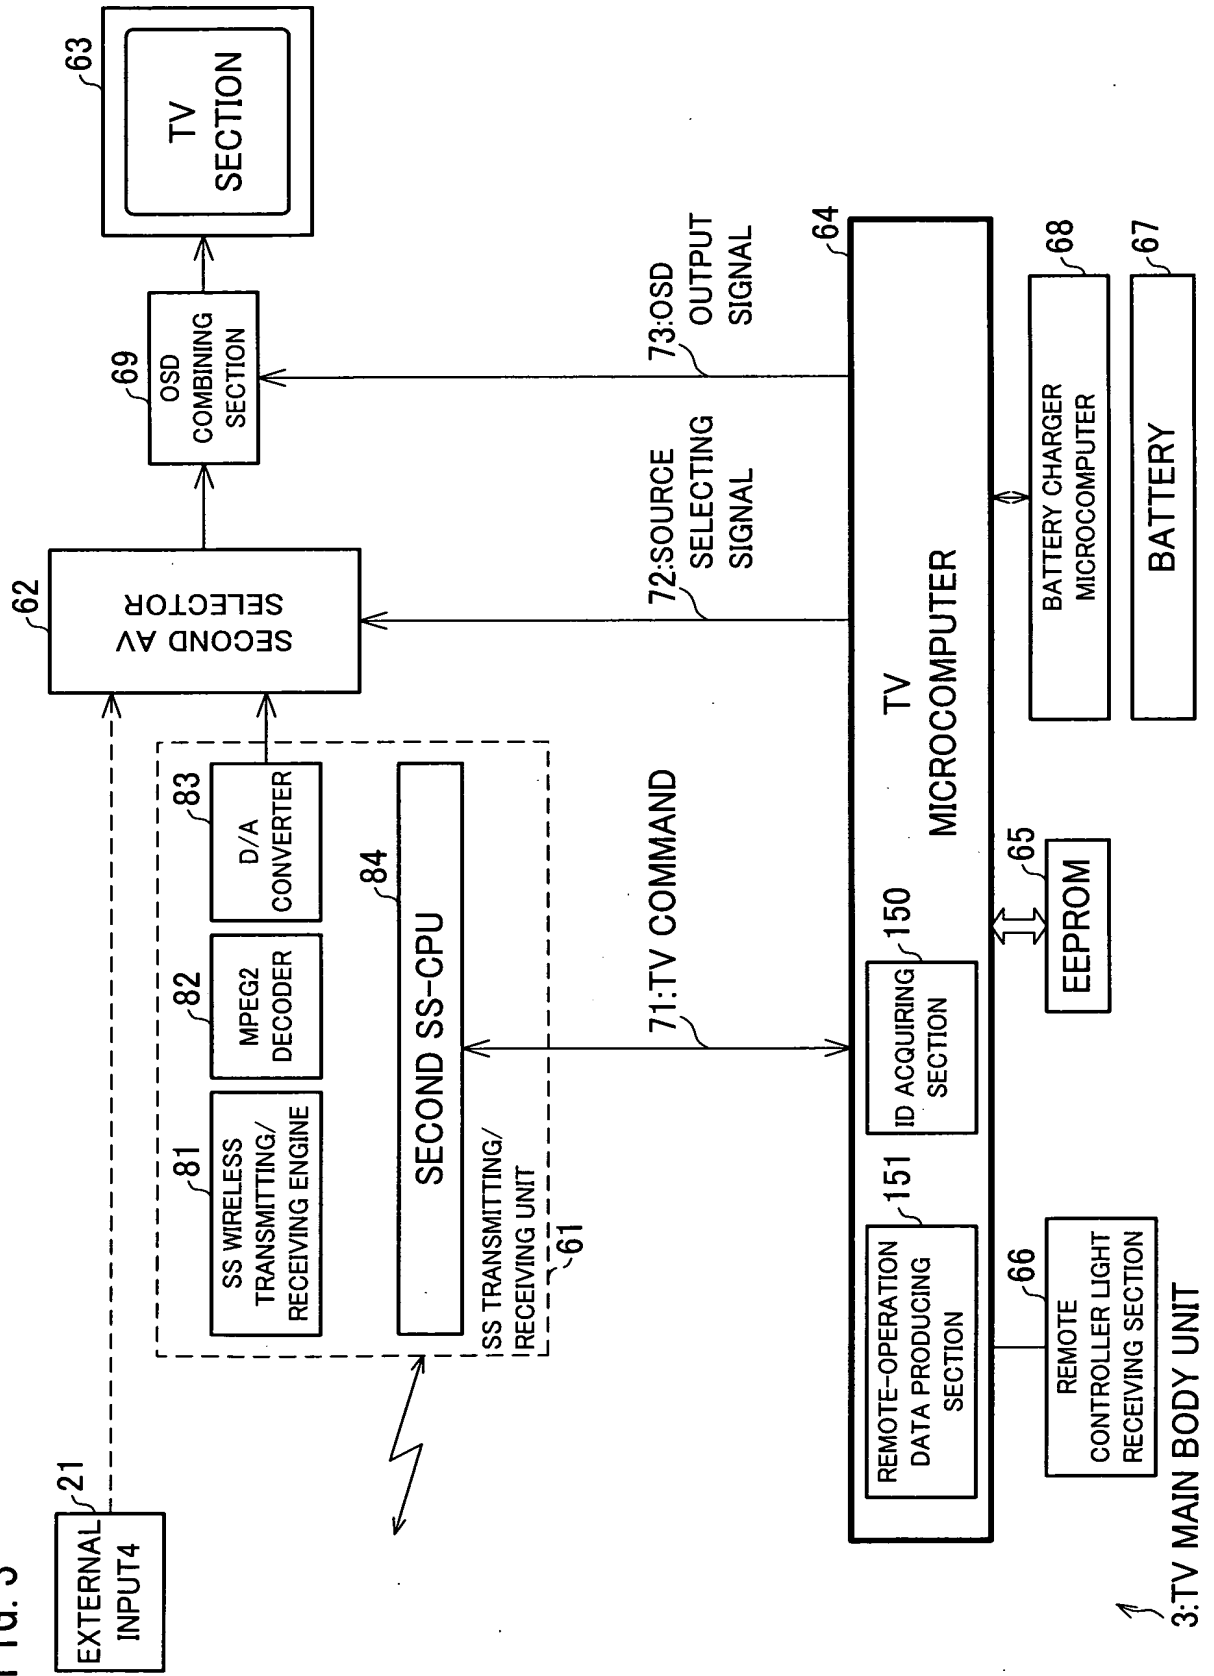 FIG. 3
EXTERNAL
INPUT4
21
SS WIRELESS
TRANSMITTING/
RECEIVING ENGINE
81
MPEG2
DECODER
82
D/A
CONVERTER
83
SECOND SS-CPU
84
SS TRANSMITTING/
RECEIVING UNIT
61
SECOND AV
SELECTOR
62
OSD
COMBINING
SECTION
69
TV
SECTION
63
71:TV COMMAND
72:SOURCE
SELECTING
SIGNAL
73:OSD
OUTPUT
SIGNAL
TV
MICROCOMPUTER
64
REMOTE-OPERATION
DATA PRODUCING
SECTION
151
ID ACQUIRING
SECTION
150
REMOTE
CONTROLLER LIGHT
RECEIVING SECTION
66
EEPROM
65
BATTERY CHARGER
MICROCOMPUTER
68
BATTERY
67
3:TV MAIN BODY UNIT